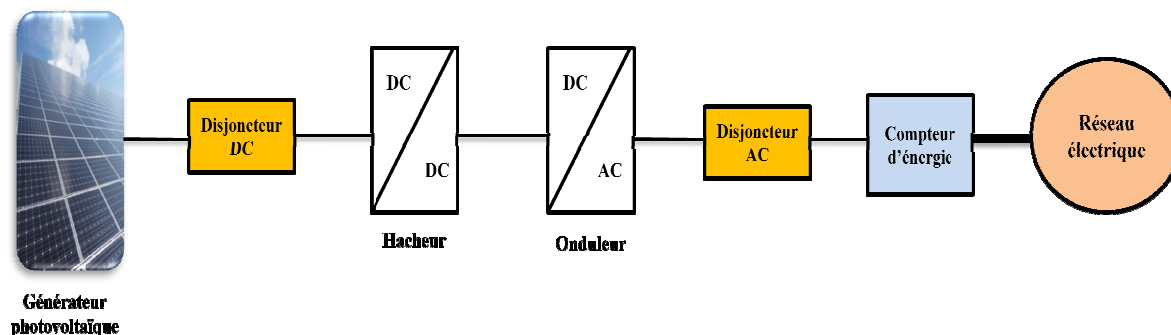 Générateur
photovoltaïque
Disjoncteur
DC
DC
DC
Hacheur
DC
AC
Onduleur
Disjoncteur
AC
Compteur
d'énergie
Réseau
électrique